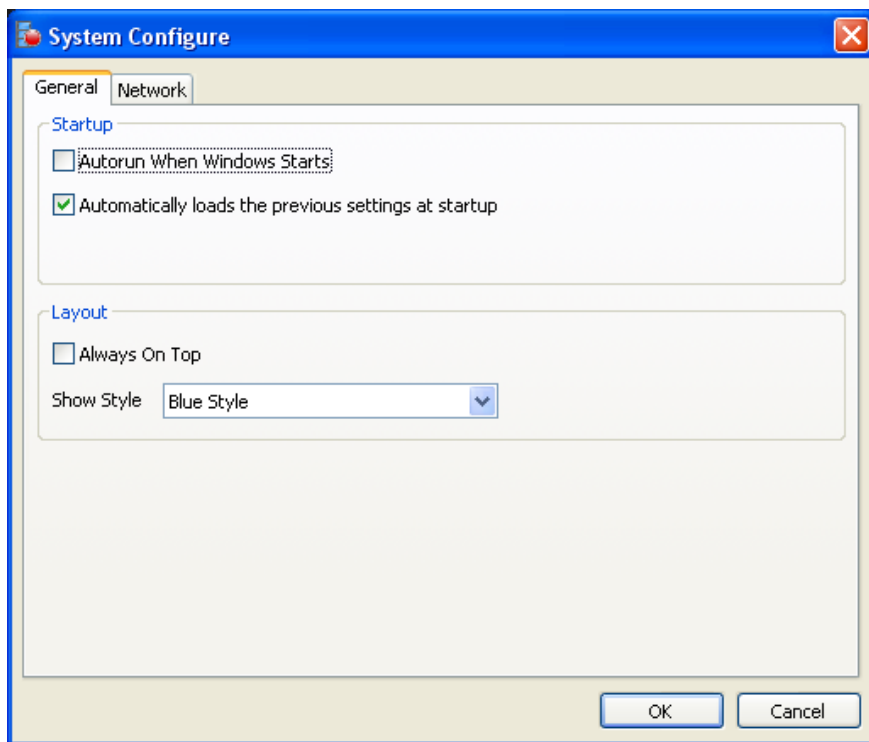 System Configure
General
Network
Startup
Autorun When Windows Starts
Automatically loads the previous settings at startup
Layout
Always On Top
Show Style
Blue Style
OK
Cancel